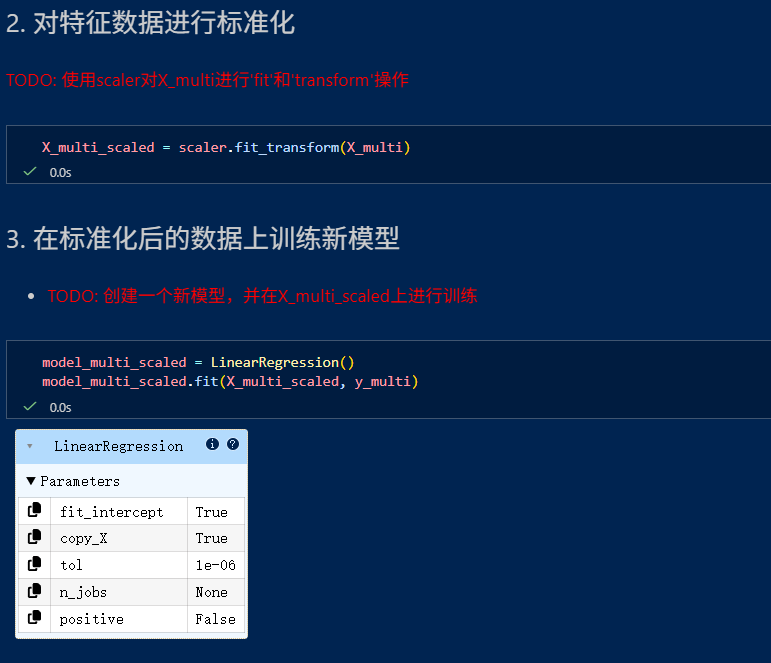 2. 对特征数据进行标准化
TODO: 使用scaler对X_multi进行'fit'和'transform'操作
X_multi_scaled = scaler.fit_transform(X_multi)
0.0s
3. 在标准化后的数据上训练新模型
• TODO: 创建一个新模型，并在X_multi_scaled上进行训练
model_multi_scaled = LinearRegression()
model_multi_scaled.fit(X_multi_scaled, y_multi)
0.0s
▾ LinearRegression i ?
▼ Parameters
fit_intercept True
copy_X True
tol 1e-06
n_jobs None
positive False